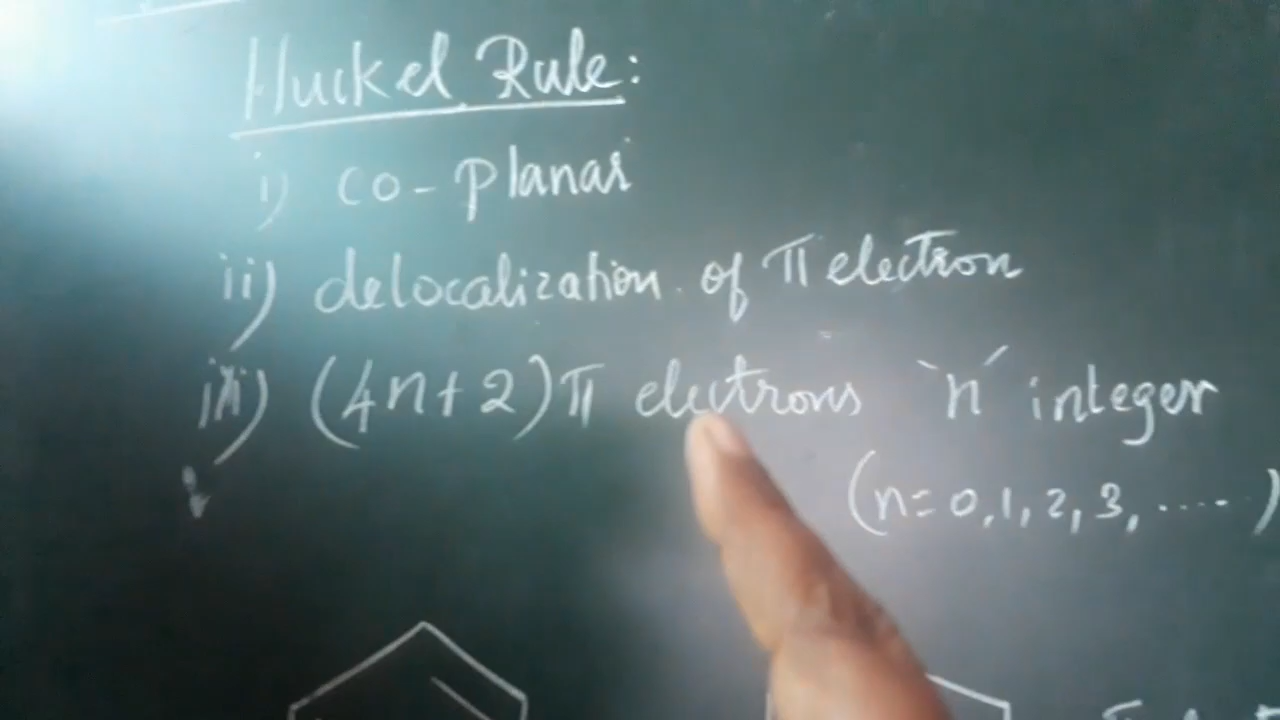 Huckel Rule:
i) co-planar
ii) delocalization of π electron
iii) (4n+2)π electrons `n´ integer
(n=0,1,2,3,.....)